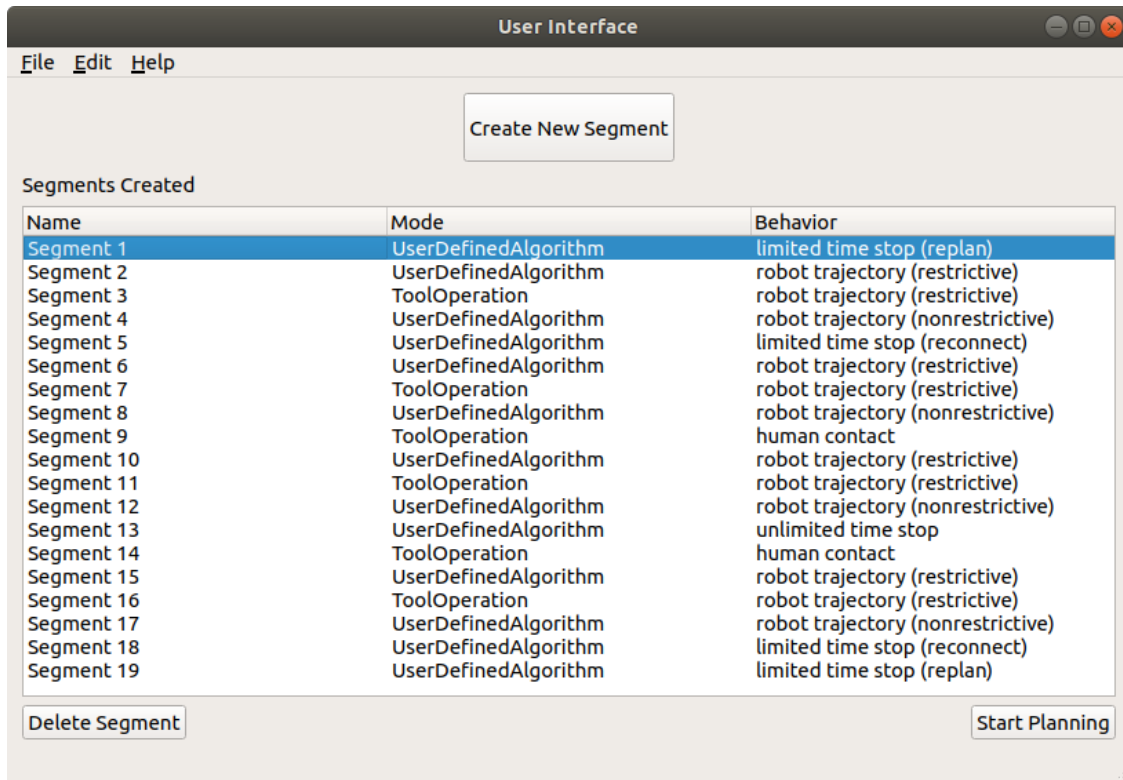 User Interface
File Edit Help
Create New Segment
Segments Created
Name Mode Behavior
Segment 1 UserDefinedAlgorithm limited time stop (replan)
Segment 2 UserDefinedAlgorithm robot trajectory (restrictive)
Segment 3 ToolOperation robot trajectory (restrictive)
Segment 4 UserDefinedAlgorithm robot trajectory (nonrestrictive)
Segment 5 UserDefinedAlgorithm limited time stop (reconnect)
Segment 6 UserDefinedAlgorithm robot trajectory (restrictive)
Segment 7 ToolOperation robot trajectory (restrictive)
Segment 8 UserDefinedAlgorithm robot trajectory (nonrestrictive)
Segment 9 ToolOperation human contact
Segment 10 UserDefinedAlgorithm robot trajectory (restrictive)
Segment 11 ToolOperation robot trajectory (restrictive)
Segment 12 UserDefinedAlgorithm robot trajectory (nonrestrictive)
Segment 13 UserDefinedAlgorithm unlimited time stop
Segment 14 ToolOperation human contact
Segment 15 UserDefinedAlgorithm robot trajectory (restrictive)
Segment 16 ToolOperation robot trajectory (restrictive)
Segment 17 UserDefinedAlgorithm robot trajectory (nonrestrictive)
Segment 18 UserDefinedAlgorithm limited time stop (reconnect)
Segment 19 UserDefinedAlgorithm limited time stop (replan)
Delete Segment Start Planning